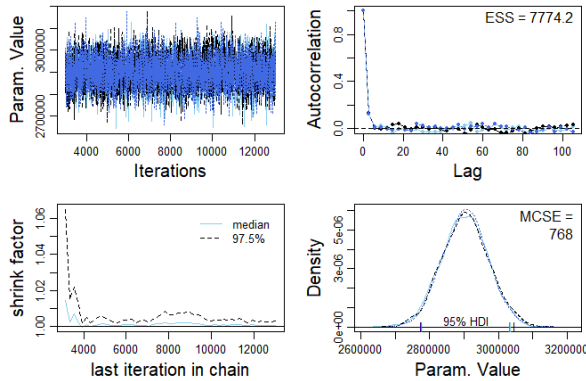 Param. Value
2700000
3000000
4000
6000
8000
10000
12000
Iterations
Autocorrelation
0.0
0.4
0.8
ESS = 7774.2
0
20
40
60
80
100
Lag
shrink factor
1.00
1.02
1.04
1.06
median
97.5%
4000
6000
8000
10000
12000
last iteration in chain
Density
0e+00
3e-06
MCSE =
768
95% HDI
2600000
2800000
3000000
3200000
Param. Value